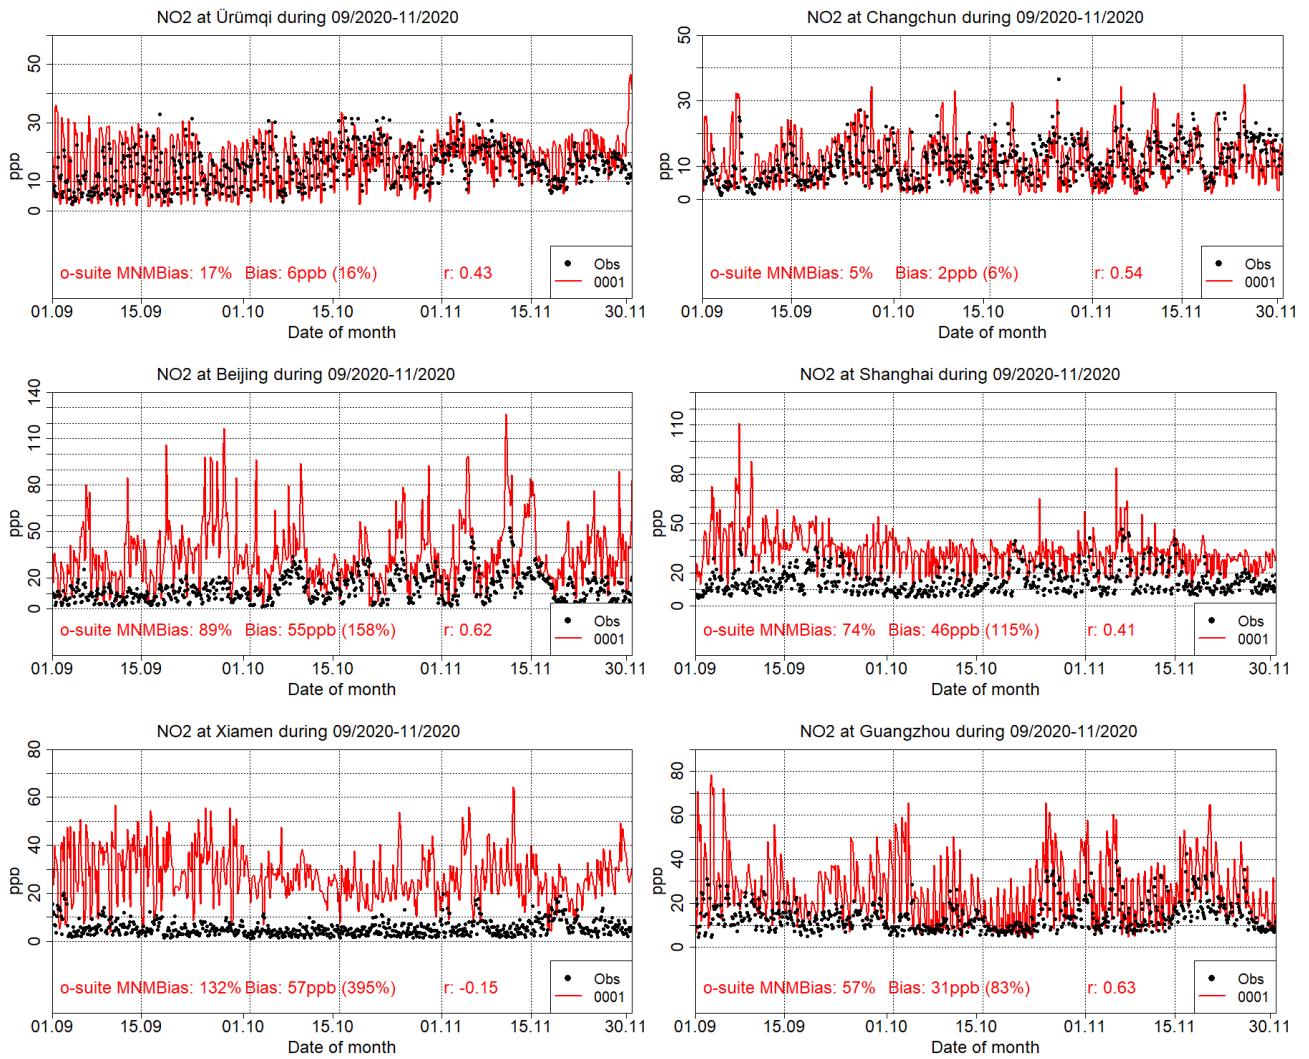 NO2 at Ürümqi during 09/2020-11/2020
ppb
50
30
10
0
o-suite MNMBias: 17% Bias: 6ppb (16%) r: 0.43
Obs
0001
01.09 15.09 01.10 15.10 01.11 15.11 30.11
Date of month
NO2 at Changchun during 09/2020-11/2020
ppb
50
30
10
0
o-suite MNMBias: 5% Bias: 2ppb (6%) r: 0.54
Obs
0001
01.09 15.09 01.10 15.10 01.11 15.11 30.11
Date of month
NO2 at Beijing during 09/2020-11/2020
ppb
140
110
80
50
20
0
o-suite MNMBias: 89% Bias: 55ppb (158%) r: 0.62
Obs
0001
01.09 15.09 01.10 15.10 01.11 15.11 30.11
Date of month
NO2 at Shanghai during 09/2020-11/2020
ppb
110
80
50
20
0
o-suite MNMBias: 74% Bias: 46ppb (115%) r: 0.41
Obs
0001
01.09 15.09 01.10 15.10 01.11 15.11 30.11
Date of month
NO2 at Xiamen during 09/2020-11/2020
ppb
80
60
40
20
0
o-suite MNMBias: 132% Bias: 57ppb (395%) r: -0.15
Obs
0001
01.09 15.09 01.10 15.10 01.11 15.11 30.11
Date of month
NO2 at Guangzhou during 09/2020-11/2020
ppb
80
60
40
20
0
o-suite MNMBias: 57% Bias: 31ppb (83%) r: 0.63
Obs
0001
01.09 15.09 01.10 15.10 01.11 15.11 30.11
Date of month